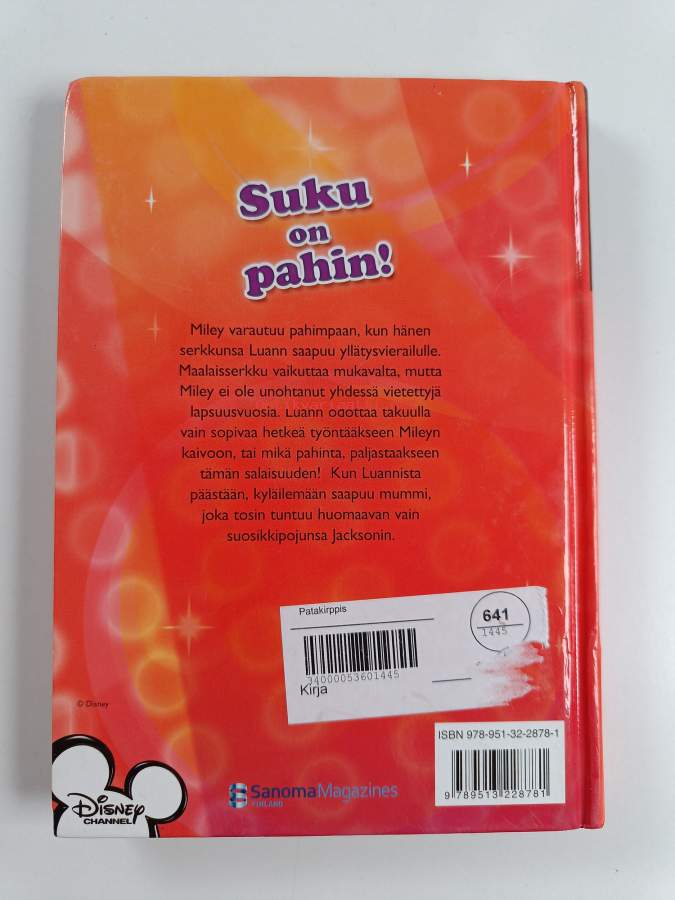 Suku
on
pahin!
Miley varautuu pahimpaan, kun hänen
serkkunsa Luann saapuu yllätysvierailulle.
Maalaisserkku vaikuttaa mukavalta, mutta
Miley ei ole unohtanut yhdessä vietettyjä
lapsuusvuosia. Luann odottaa takuulla
vain sopivaa hetkeä työntääkseen Mileyn
kaivoon, tai mikä pahinta, paljastaakseen
tämän salaisuuden! Kun Luannista
päästään, kyläilemään saapuu mummi,
joka tosin tuntuu huomaavan vain
suosikkipojunsa Jacksonin.
Patakirppis
641
1445
34000053601445
Kirja
© Disney
ISBN 978-951-32-2878-1
9 789513 228781
Disney
CHANNEL
SanomaMagazines
FINLAND